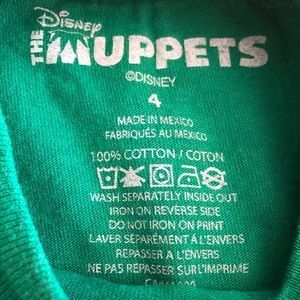 Disney
THE MUPPETS
©DISNEY
4
MADE IN MEXICO
FABRIQUÉS AU MEXICO
100% COTTON / COTON
WASH SEPARATELY INSIDE OUT
IRON ON REVERSE SIDE
DO NOT IRON ON PRINT
LAVER SÉPARÉMENT À L'ENVERS
REPASSER À L'ENVERS
NE PAS REPASSER SUR L'IMPRIME